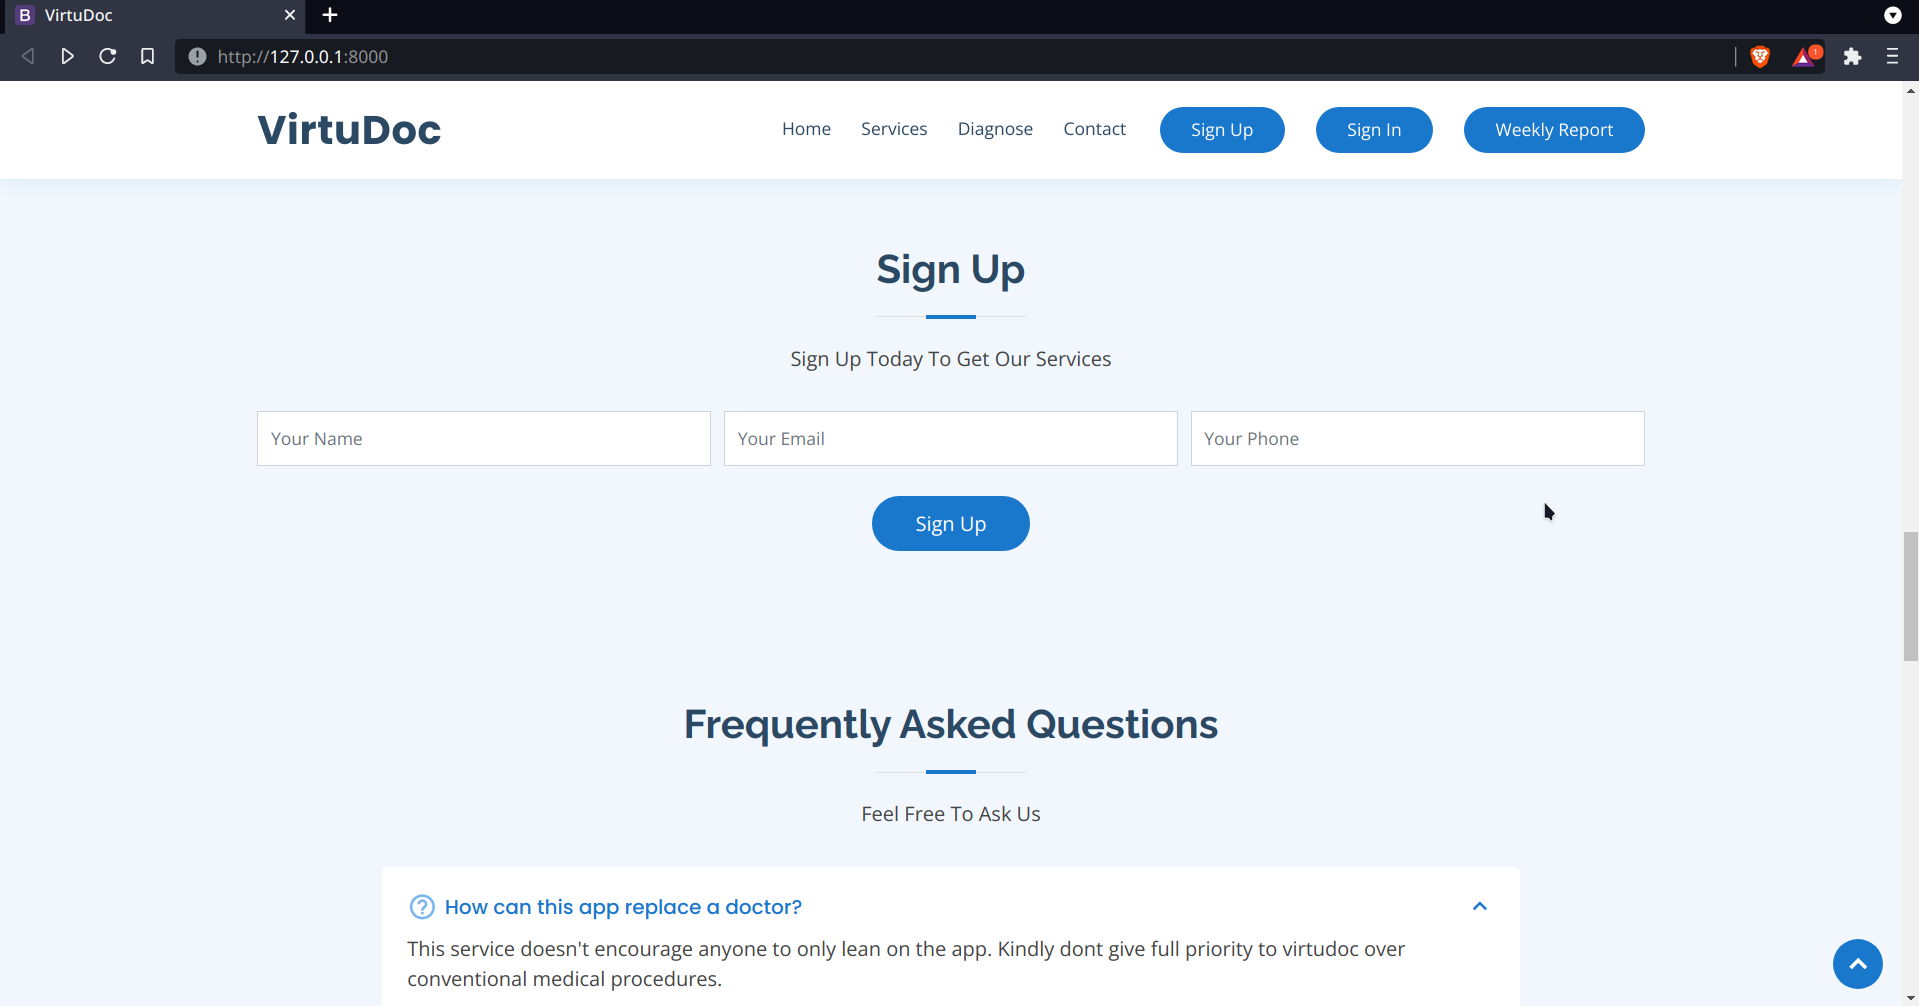 VirtuDoc
http://127.0.0.1:8000
1
VirtuDoc
Home Services Diagnose Contact Sign Up Sign In Weekly Report
Sign Up
Sign Up Today To Get Our Services
Your Name Your Email Your Phone
Sign Up
Frequently Asked Questions
Feel Free To Ask Us
How can this app replace a doctor?
This service doesn't encourage anyone to only lean on the app. Kindly dont give full priority to virtudoc over
conventional medical procedures.